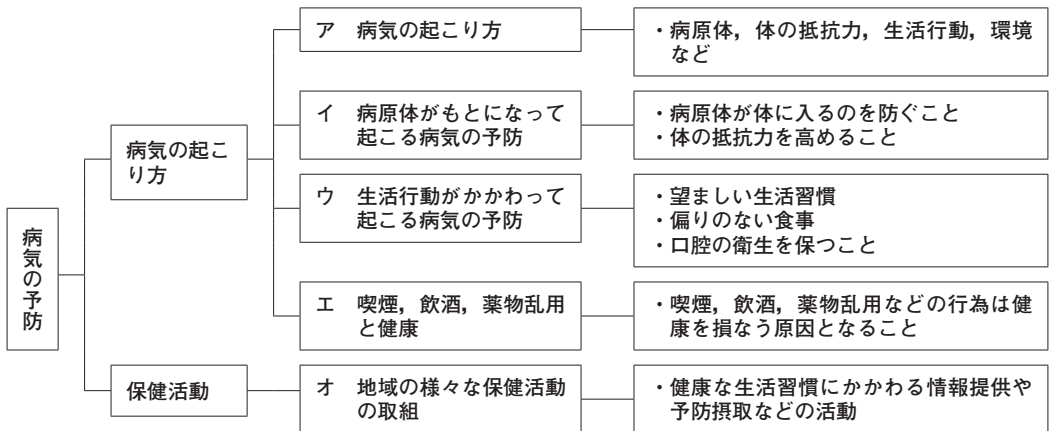 病気の予防
病気の起こ
り方
ア 病気の起こり方
・病原体，体の抵抗力，生活行動，環境
など
イ 病原体がもとになって
起こる病気の予防
・病原体が体に入るのを防ぐこと
・体の抵抗力を高めること
ウ 生活行動がかかわって
起こる病気の予防
・望ましい生活習慣
・偏りのない食事
・口腔の衛生を保つこと
エ 喫煙，飲酒，薬物乱用
と健康
・喫煙，飲酒，薬物乱用などの行為は健
康を損なう原因となること
保健活動
オ 地域の様々な保健活動
の取組
・健康な生活習慣にかかわる情報提供や
予防摂取などの活動